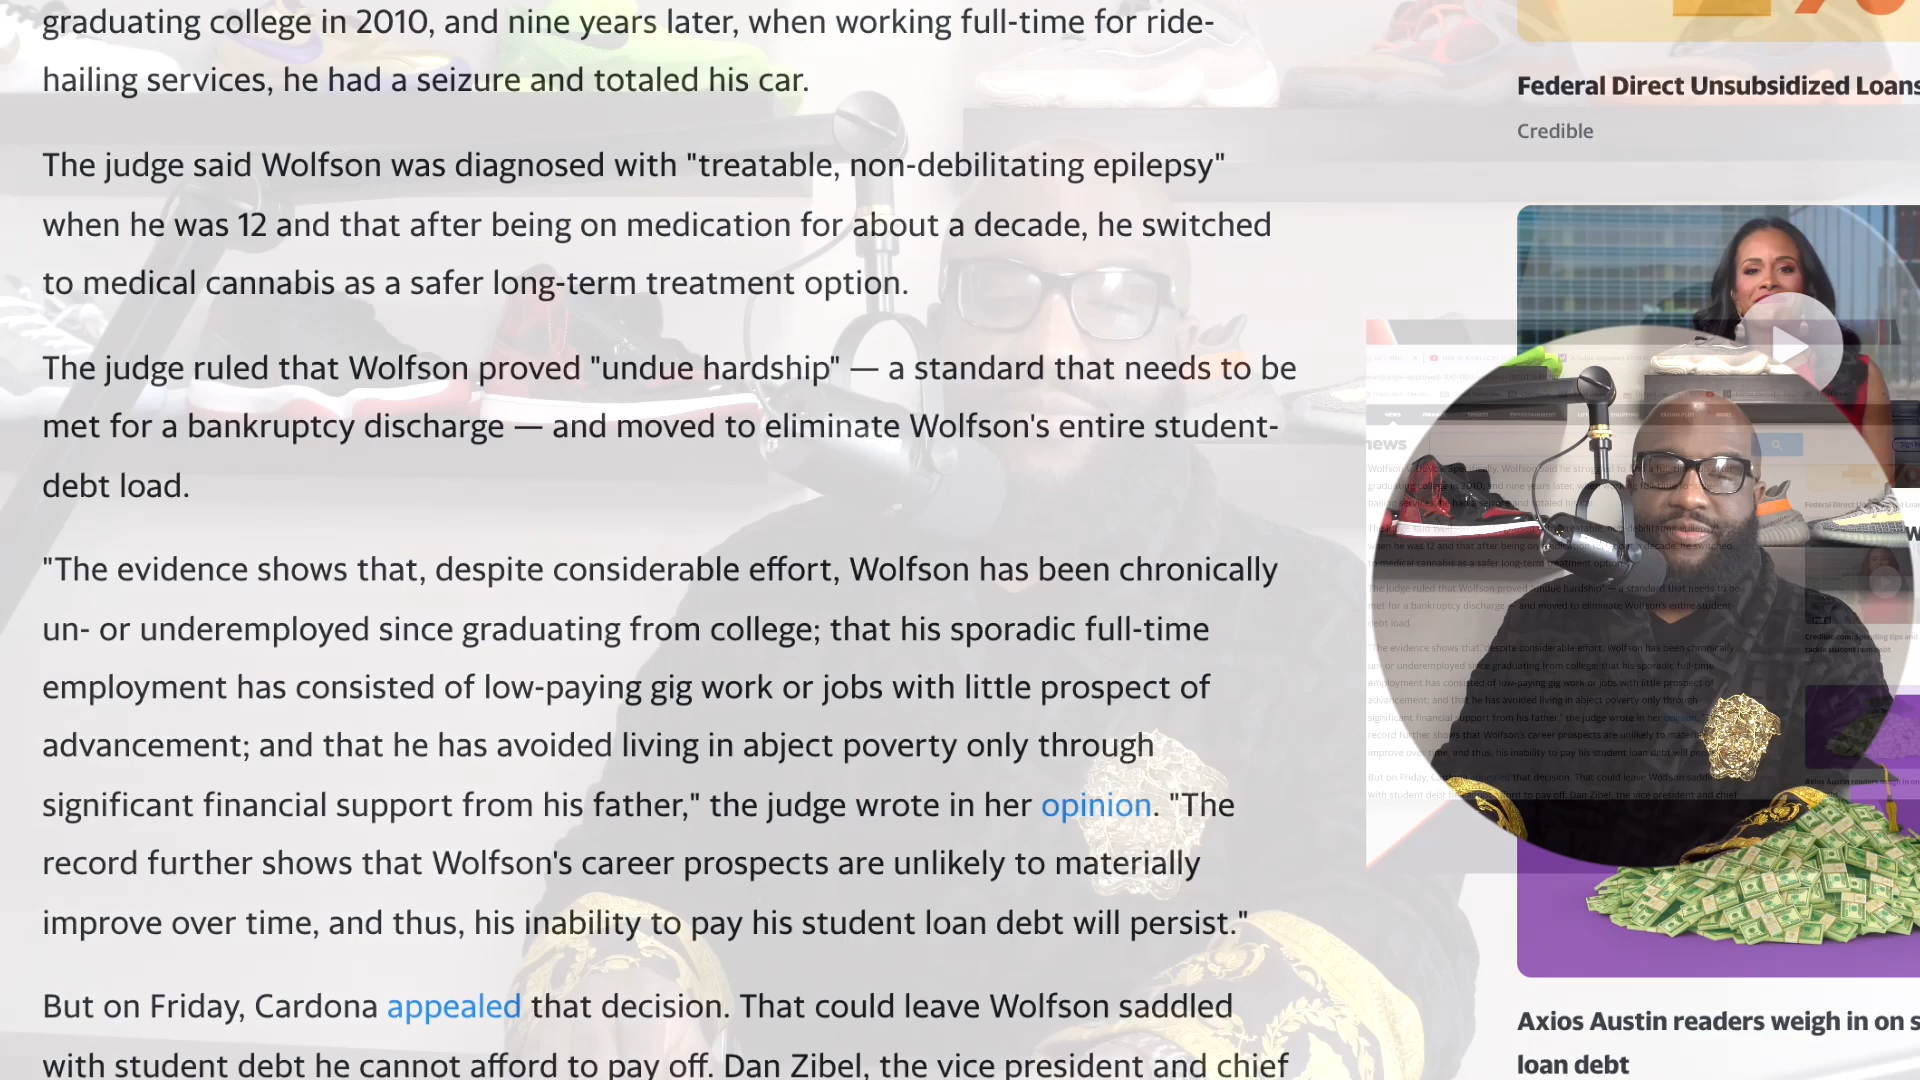 graduating college in 2010, and nine years later, when working full-time for ride-
hailing services, he had a seizure and totaled his car.
The judge said Wolfson was diagnosed with "treatable, non-debilitating epilepsy"
when he was 12 and that after being on medication for about a decade, he switched
to medical cannabis as a safer long-term treatment option.
The judge ruled that Wolfson proved "undue hardship" — a standard that needs to be
met for a bankruptcy discharge — and moved to eliminate Wolfson's entire student-
debt load.
"The evidence shows that, despite considerable effort, Wolfson has been chronically
un- or underemployed since graduating from college; that his sporadic full-time
employment has consisted of low-paying gig work or jobs with little prospect of
advancement; and that he has avoided living in abject poverty only through
significant financial support from his father," the judge wrote in her opinion. "The
record further shows that Wolfson's career prospects are unlikely to materially
improve over time, and thus, his inability to pay his student loan debt will persist."
But on Friday, Cardona appealed that decision. That could leave Wolfson saddled
with student debt he cannot afford to pay off. Dan Zibel, the vice president and chief
Federal Direct Unsubsidized Loans
Credible
news
Axios Austin readers weigh in on s
loan debt